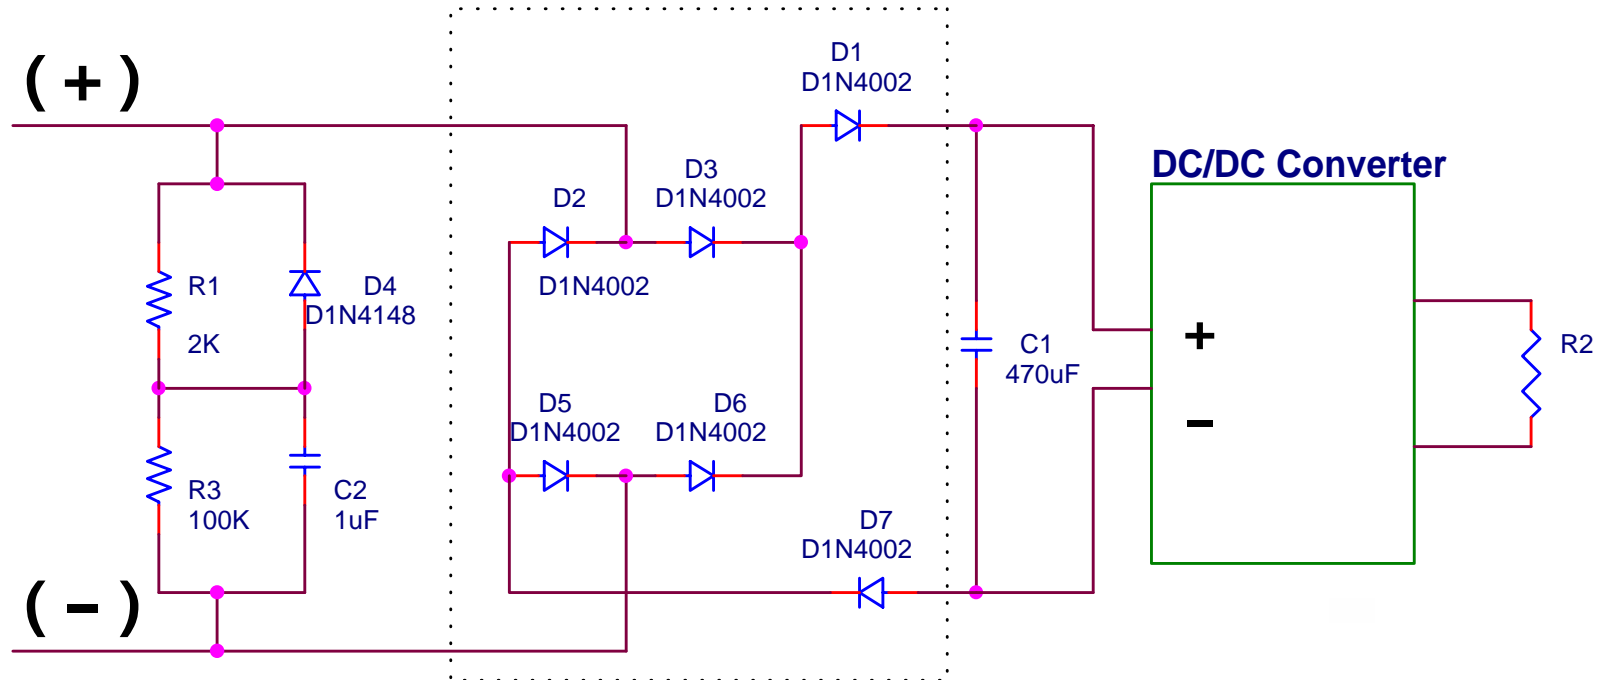 (+)
D1
D1N4002
DC/DC Converter
D3
D1N4002
D2
D1N4002
R1
2K
D4
D1N4148
+
-
C1
470uF
R2
D5
D1N4002
D6
D1N4002
R3
100K
C2
1uF
D7
D1N4002
(-)